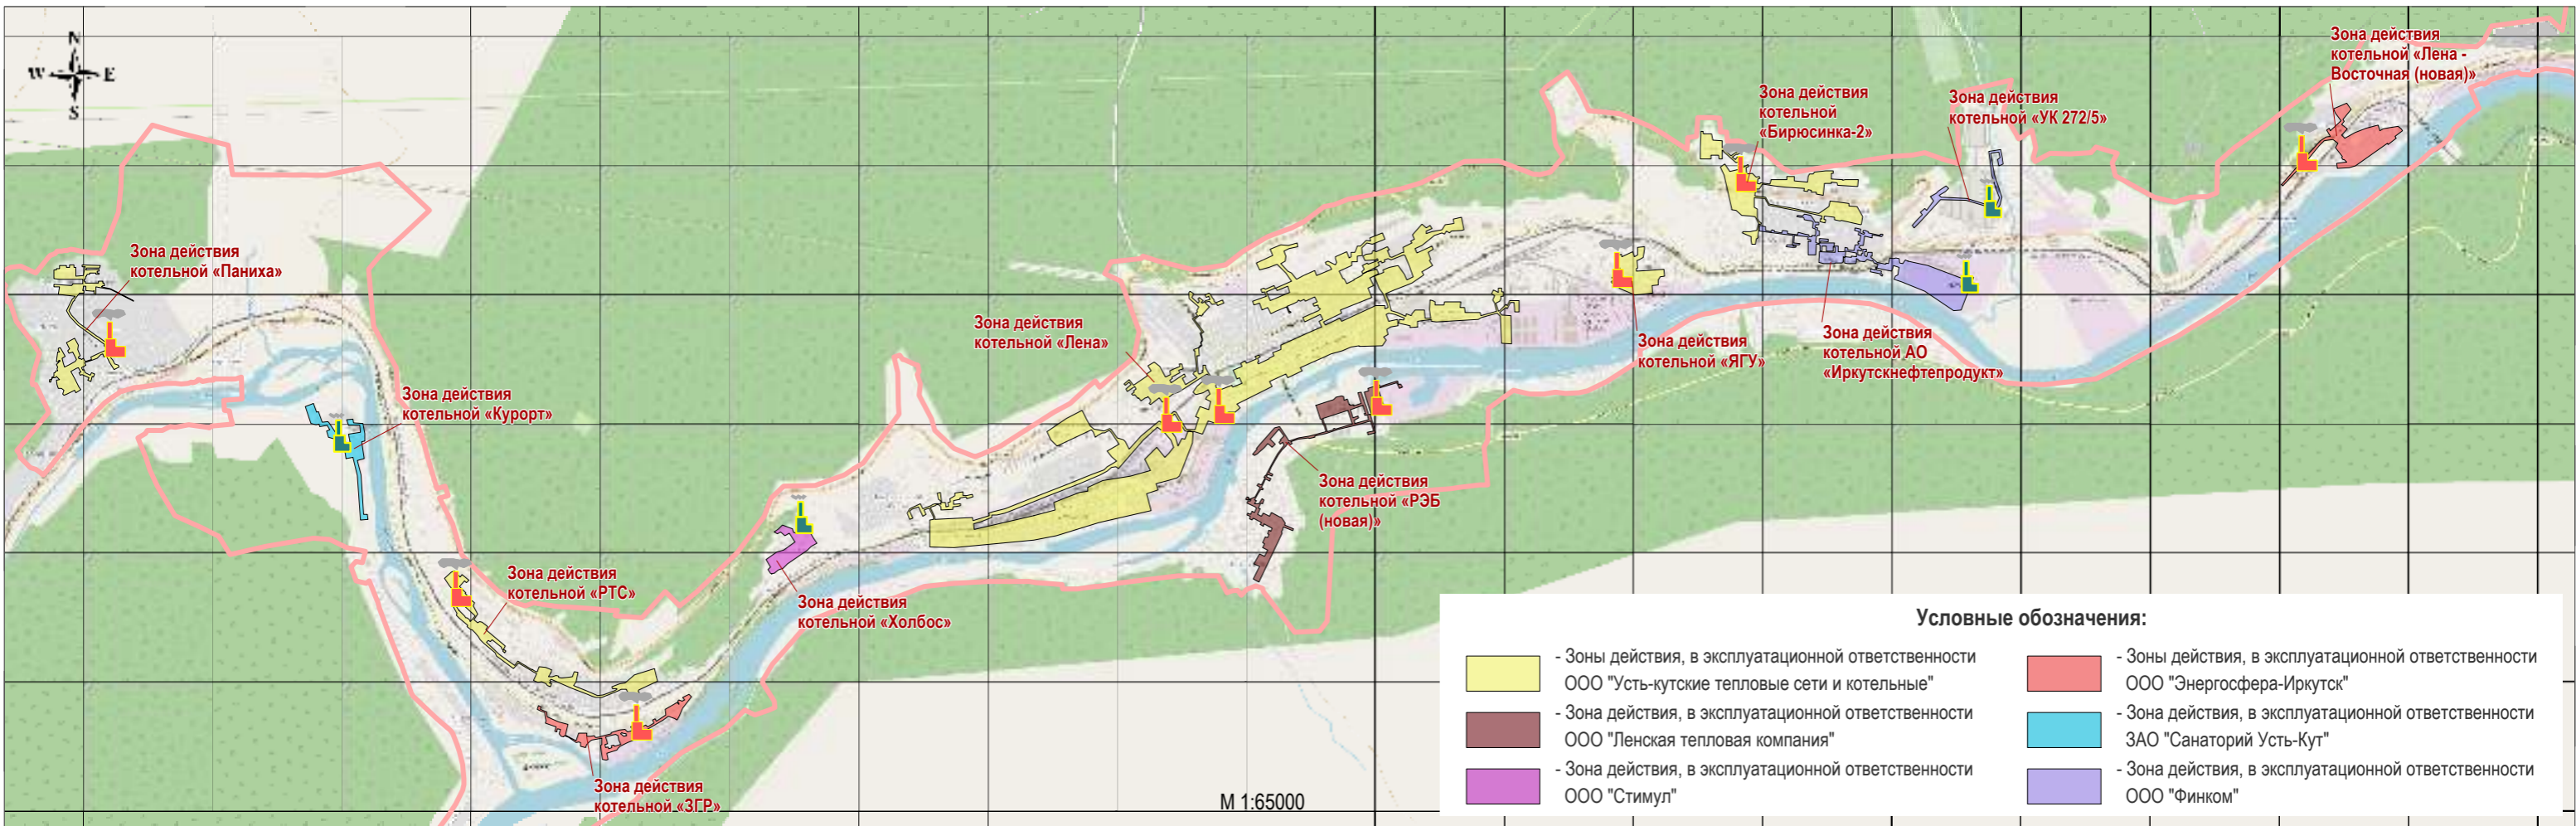 N
W E
S
Зона действия
котельной «Паниха»
Зона действия
котельной «Курорт»
Зона действия
котельной «РТС»
Зона действия
котельной «ЗГР»
Зона действия
котельной «Холбос»
Зона действия
котельной «Лена»
Зона действия
котельной «РЭБ
(новая)»
Зона действия
котельной «ЯГУ»
Зона действия
котельной
«Бирюсинка-2»
Зона действия
котельной АО
«Иркутскнефтепродукт»
Зона действия
котельной «УК 272/5»
Зона действия
котельной «Лена -
Восточная (новая)»
М 1:65000
Условные обозначения:
- Зоны действия, в эксплуатационной ответственности
ООО "Усть-кутские тепловые сети и котельные"
- Зона действия, в эксплуатационной ответственности
ООО "Ленская тепловая компания"
- Зона действия, в эксплуатационной ответственности
ООО "Стимул"
- Зоны действия, в эксплуатационной ответственности
ООО "Энергосфера-Иркутск"
- Зона действия, в эксплуатационной ответственности
ЗАО "Санаторий Усть-Кут"
- Зона действия, в эксплуатационной ответственности
ООО "Финком"